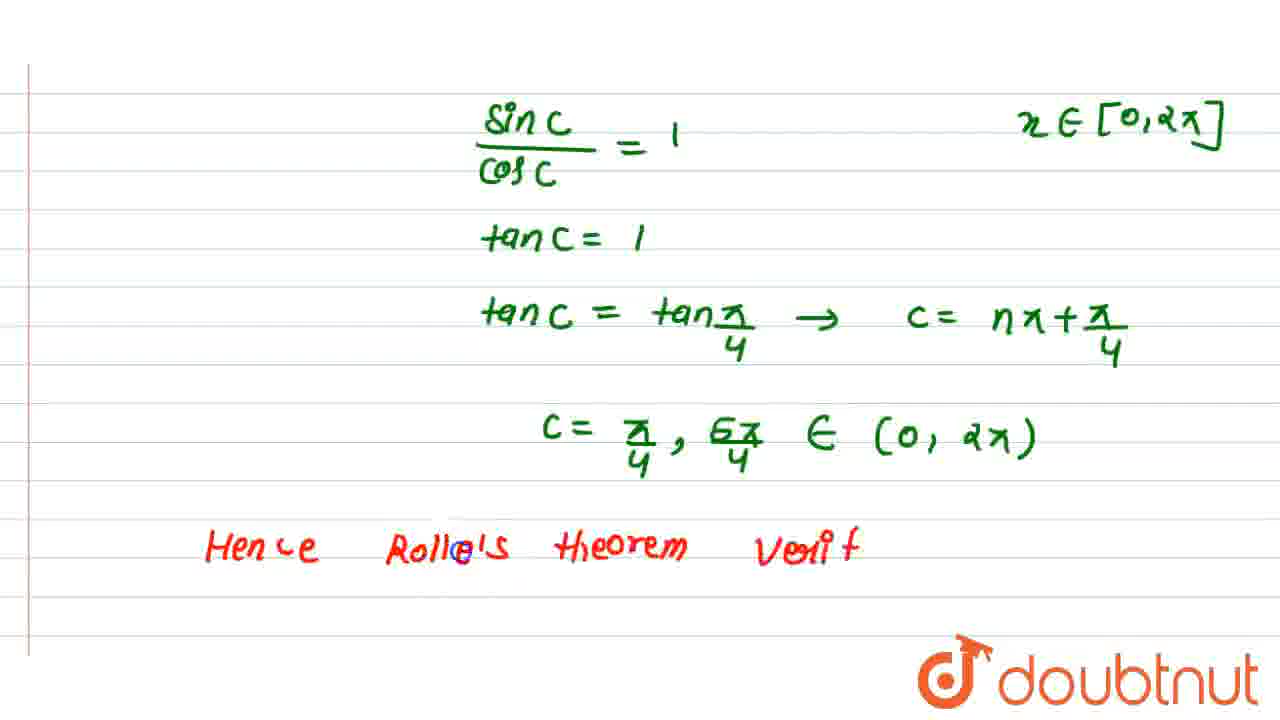 sin c / cos c = 1 x ∈ [0, 2π]
tan c = 1
tan c = tan π/4 → c = nπ + π/4
c = π/4, 5π/4 ∈ (0, 2π)
Hence Rolle's theorem verif
doubtnut